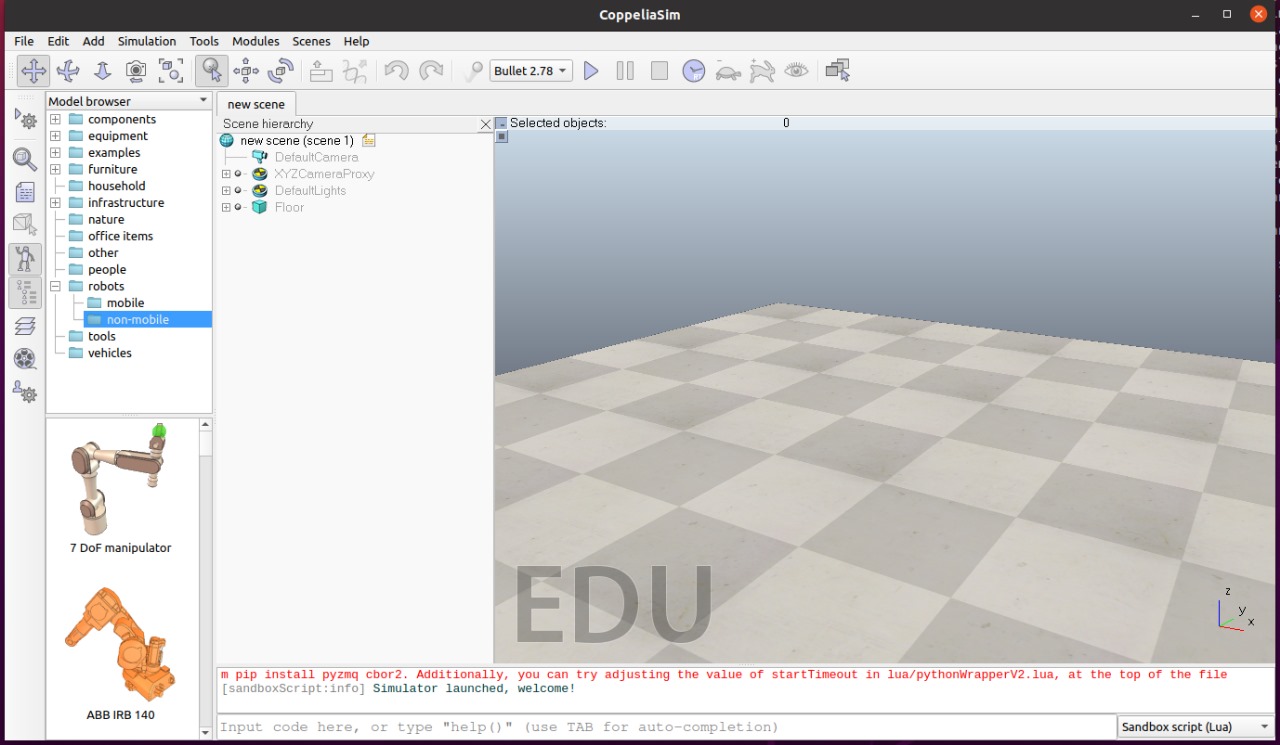 CoppeliaSim
File Edit Add Simulation Tools Modules Scenes Help
Bullet 2.78
Model browser
components
equipment
examples
furniture
household
infrastructure
nature
office items
other
people
robots
mobile
non-mobile
tools
vehicles
7 DoF manipulator
ABB IRB 140
new scene
Scene hierarchy
new scene (scene 1)
DefaultCamera
XYZCameraProxy
DefaultLights
Floor
Selected objects: 0
EDU
z
y
x
m pip install pyzmq cbor2. Additionally, you can try adjusting the value of startTimeout in lua/pythonWrapperV2.lua, at the top of the file
[sandboxScript:info] Simulator launched, welcome!
Input code here, or type "help()" (use TAB for auto-completion)
Sandbox script (Lua)